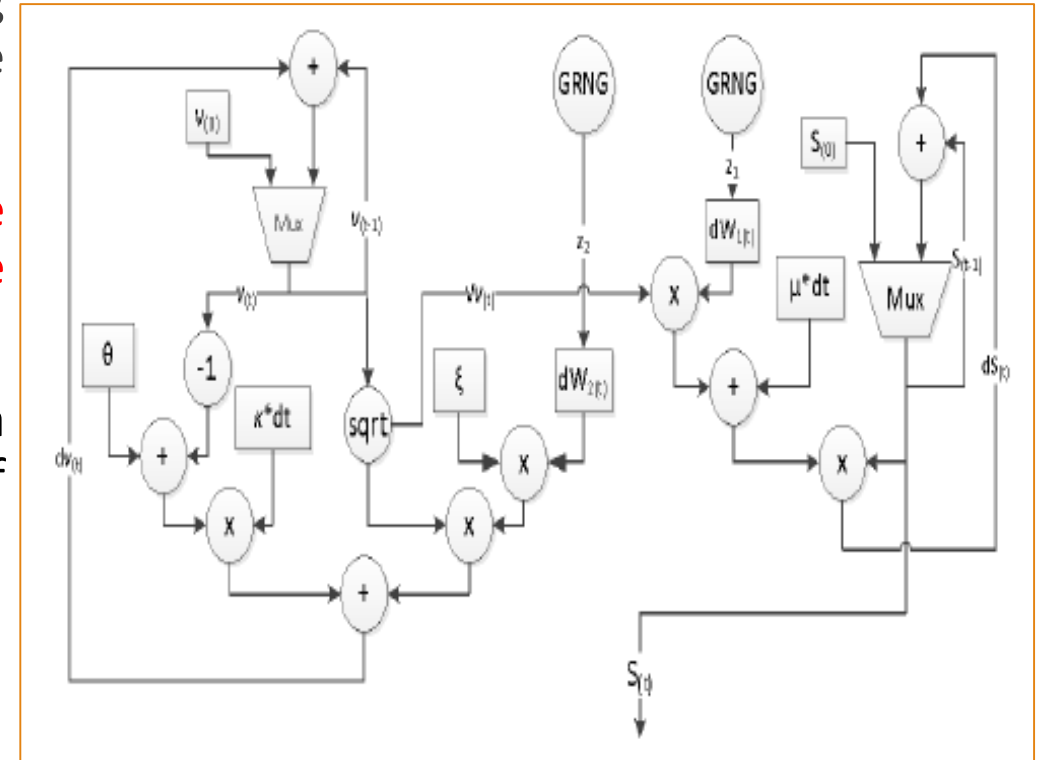 +
GRNG
GRNG
V(0)
S(0)
+
z₁
Mux
v(t-1)
z₂
dW₁(t)
S(t-1)
v(t)
√v(t)
x
μ*dt
Mux
θ
-1
ξ
dW₂(t)
+
dS(t)
κ*dt
sqrt
dv(t)
+
x
x
x
x
+
S(t)